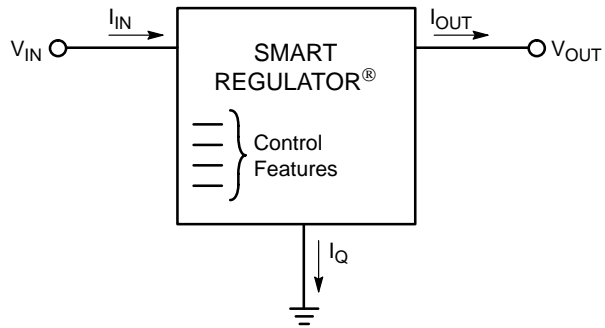 I_IN
I_OUT
V_IN
SMART
REGULATOR®
V_OUT
Control
Features
I_Q